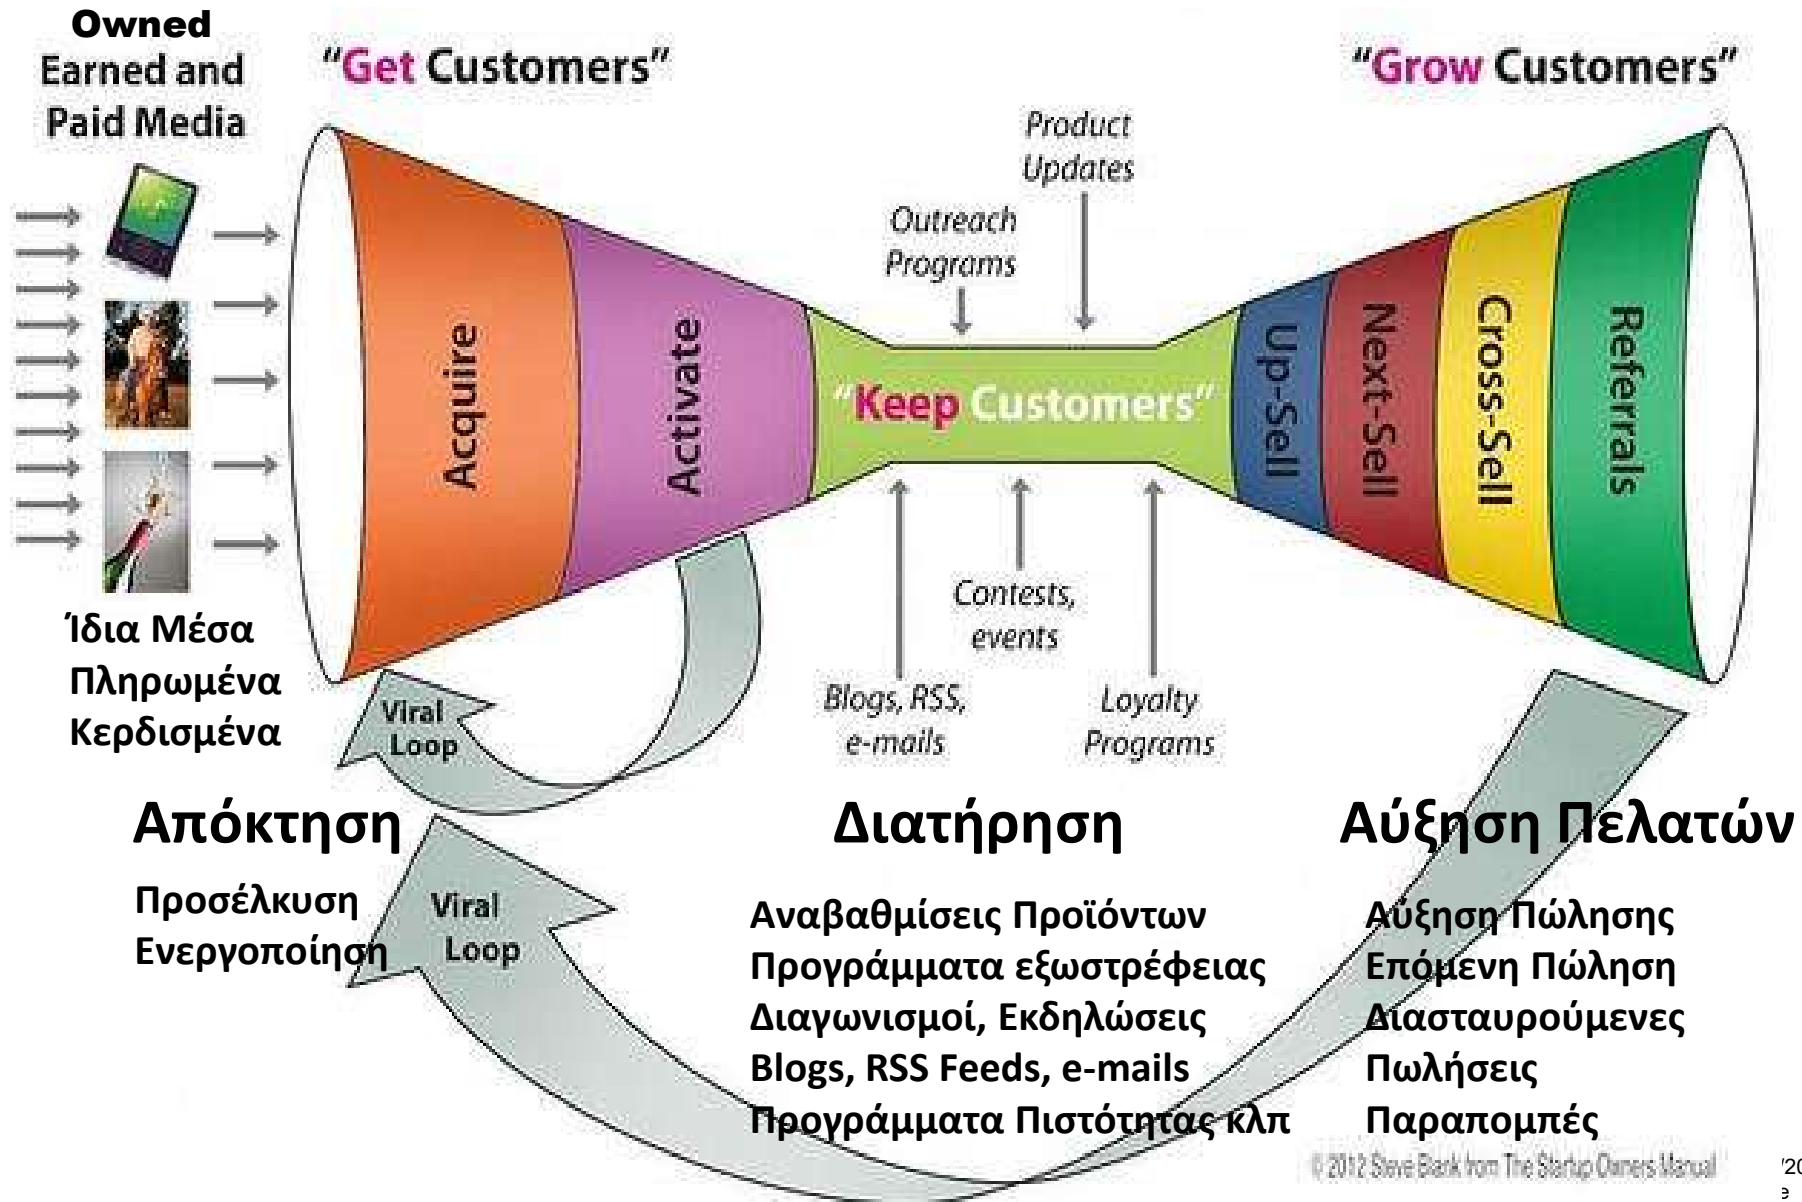 Owned
Earned and
Paid Media
“Get Customers”
“Grow Customers”
Product
Updates
Outreach
Programs
Acquire
Activate
“Keep Customers”
Up-Sell
Next-Sell
Cross-Sell
Referrals
Contests,
events
Blogs, RSS,
e-mails
Loyalty
Programs
Ίδια Μέσα
Πληρωμένα
Κερδισμένα
Viral
Loop
Απόκτηση
Προσέλκυση
Ενεργοποίηση
Viral
Loop
Διατήρηση
Αναβαθμίσεις Προϊόντων
Προγράμματα εξωστρέφειας
Διαγωνισμοί, Εκδηλώσεις
Blogs, RSS Feeds, e-mails
Προγράμματα Πιστότητας κλπ
Αύξηση Πελατών
Αύξηση Πώλησης
Επόμενη Πώληση
Διασταυρούμενες
Πωλήσεις
Παραπομπές
© 2012 Steve Blank from The Startup Owners Manual